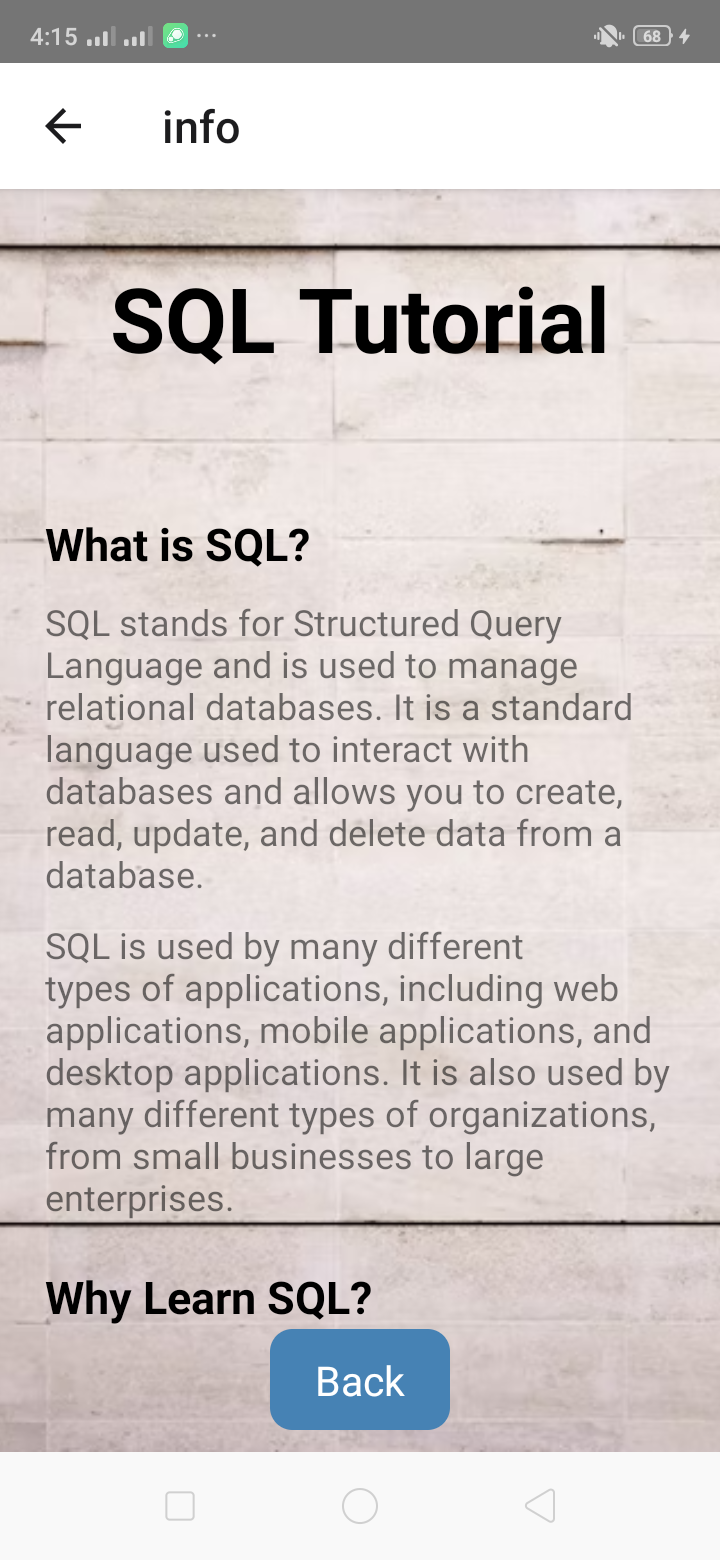 4:15
68
info
SQL Tutorial
What is SQL?
SQL stands for Structured Query
Language and is used to manage
relational databases. It is a standard
language used to interact with
databases and allows you to create,
read, update, and delete data from a
database.
SQL is used by many different
types of applications, including web
applications, mobile applications, and
desktop applications. It is also used by
many different types of organizations,
from small businesses to large
enterprises.
Why Learn SQL?
Back